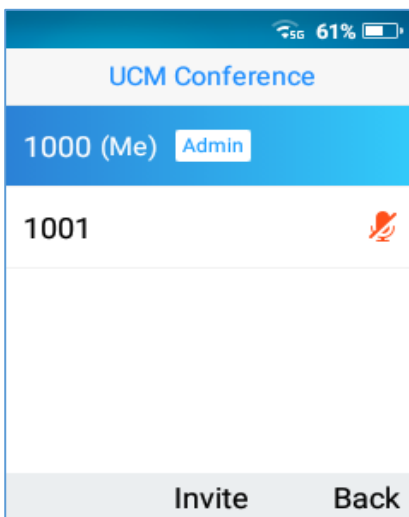 5G 61%
UCM Conference
1000 (Me) Admin
1001
Invite Back